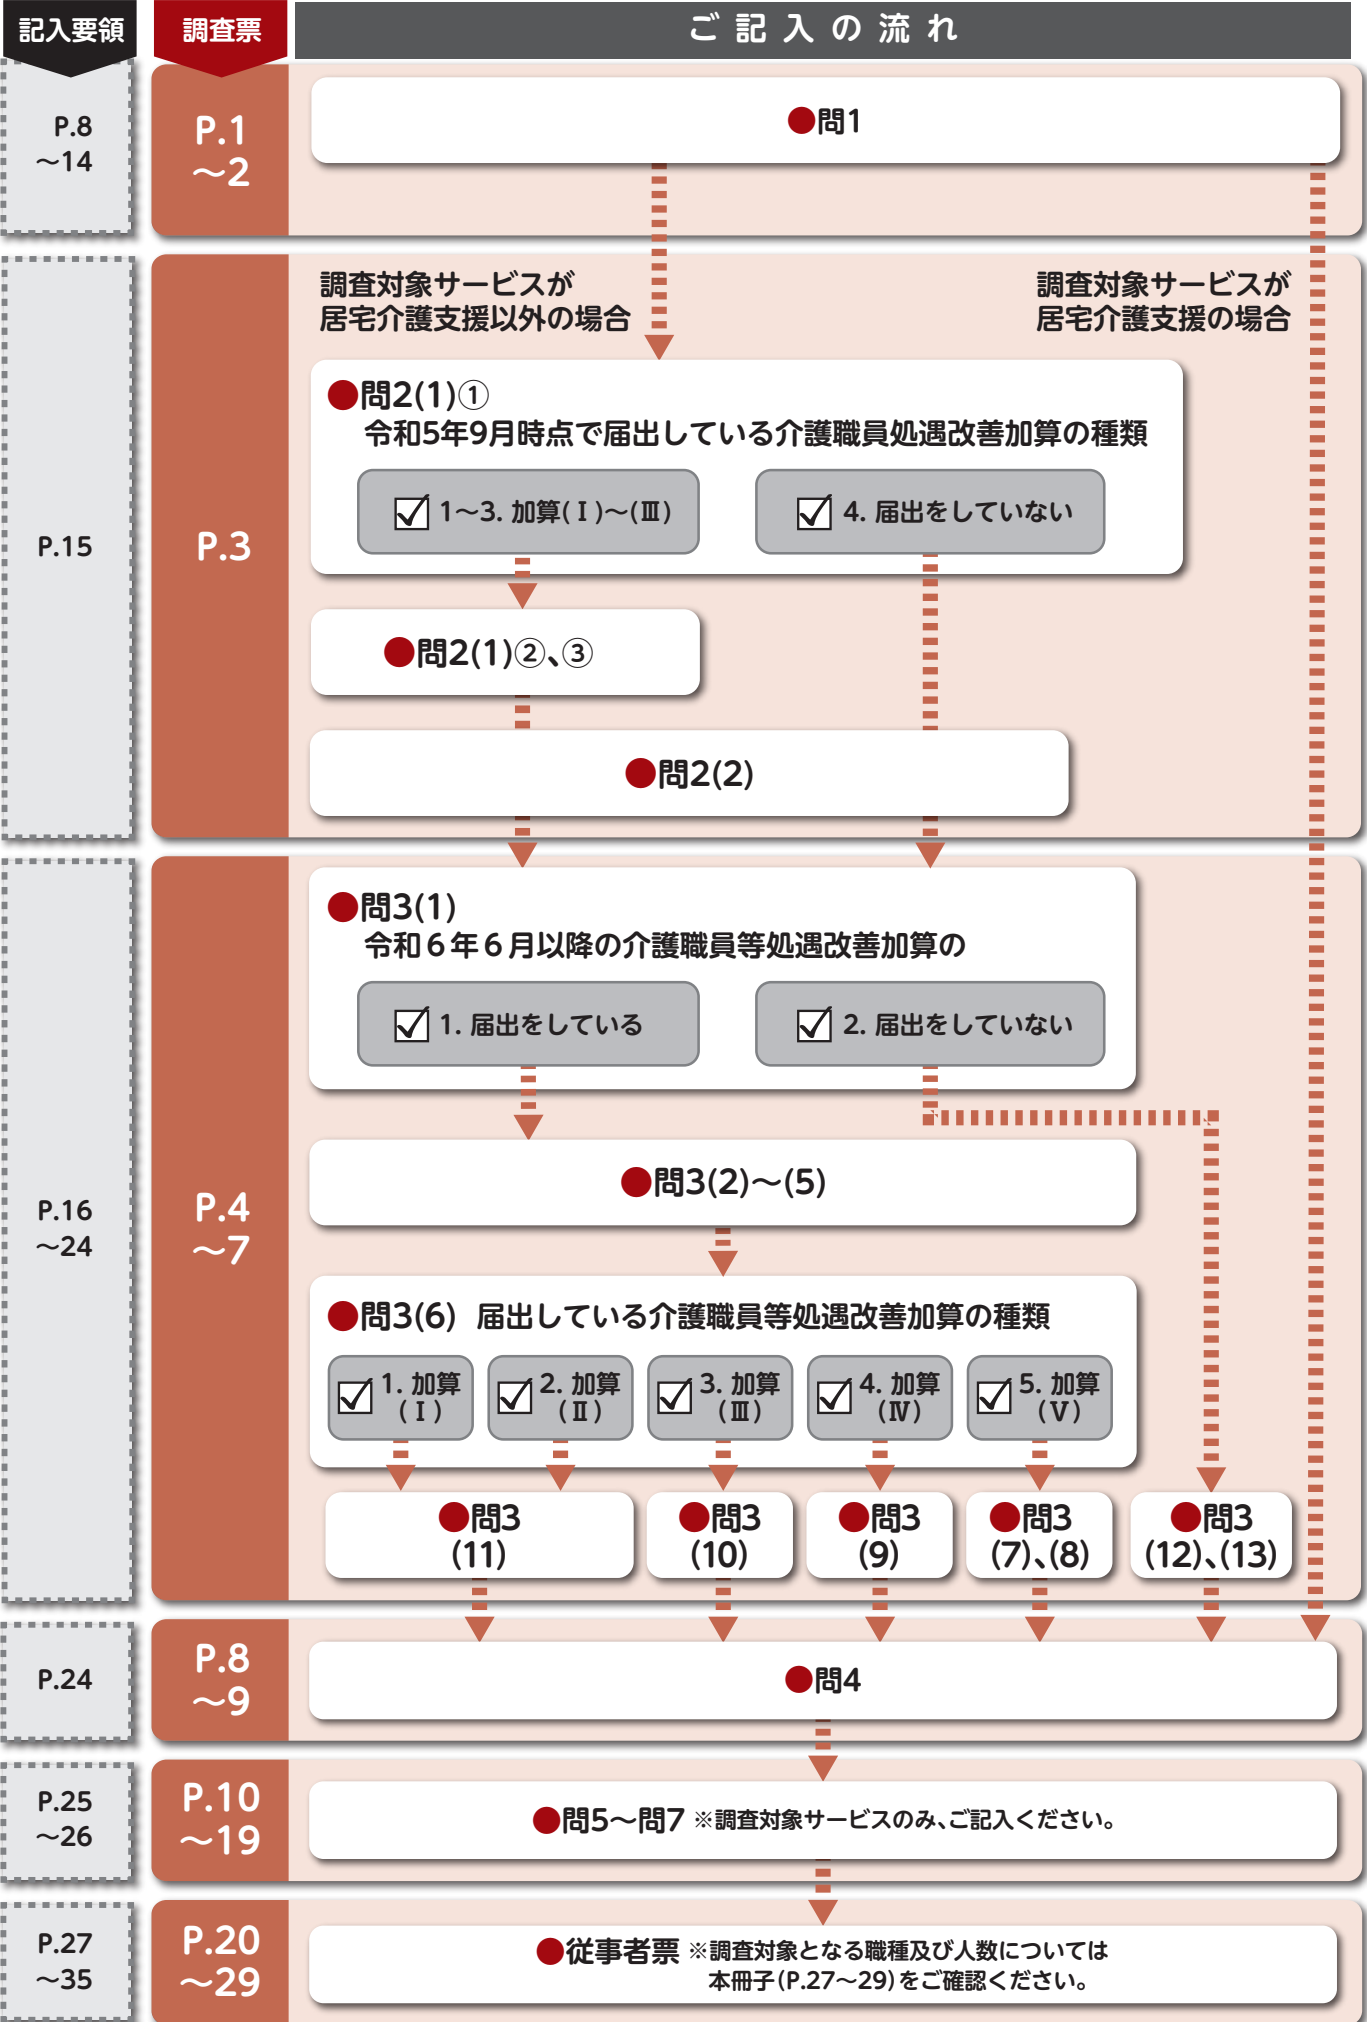 記入要領
調査票
ご記入の流れ
P.8
～14
P.1
～2
●問1
P.15
P.3
調査対象サービスが
居宅介護支援以外の場合
調査対象サービスが
居宅介護支援の場合
●問2(1)①
令和5年9月時点で届出している介護職員処遇改善加算の種類
1～3. 加算(Ⅰ)～(Ⅲ)
4. 届出をしていない
●問2(1)②、③
●問2(2)
P.16
～24
P.4
～7
●問3(1)
令和６年６月以降の介護職員等処遇改善加算の
1. 届出をしている
2. 届出をしていない
●問3(2)～(5)
●問3(6) 届出している介護職員等処遇改善加算の種類
1. 加算
(Ⅰ)
2. 加算
(Ⅱ)
3. 加算
(Ⅲ)
4. 加算
(Ⅳ)
5. 加算
(Ⅴ)
●問3
(11)
●問3
(10)
●問3
(9)
●問3
(7)、(8)
●問3
(12)、(13)
P.24
P.8
～9
●問4
P.25
～26
P.10
～19
●問5～問7 ※調査対象サービスのみ、ご記入ください。
P.27
～35
P.20
～29
●従事者票 ※調査対象となる職種及び人数については
本冊子(P.27～29)をご確認ください。